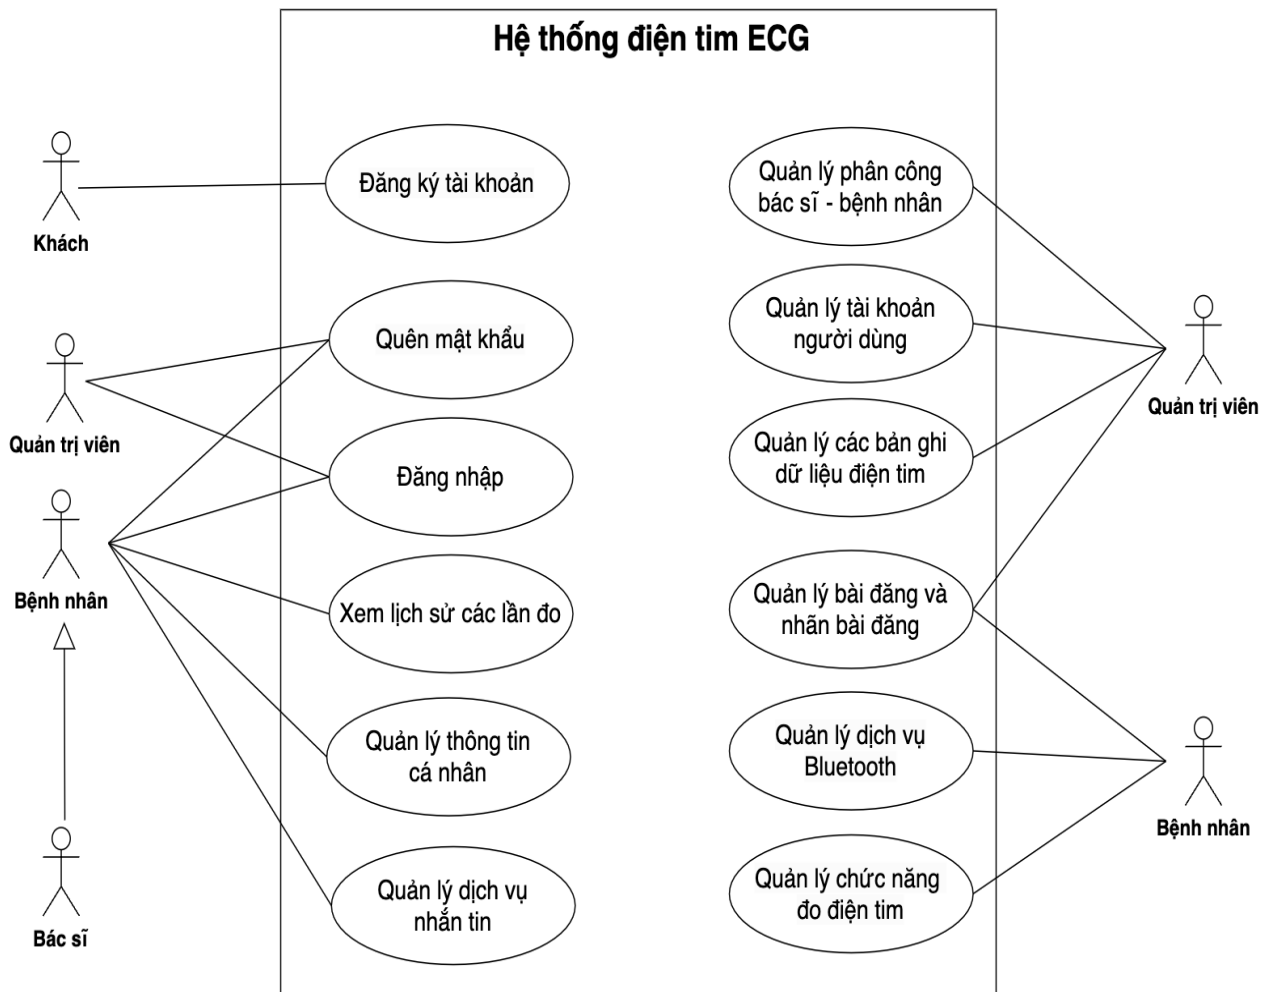 Hệ thống điện tim ECG
Khách
Quản trị viên
Bệnh nhân
Bác sĩ
Đăng ký tài khoản
Quên mật khẩu
Đăng nhập
Xem lịch sử các lần đo
Quản lý thông tin
cá nhân
Quản lý dịch vụ
nhắn tin
Quản lý phân công
bác sĩ - bệnh nhân
Quản lý tài khoản
người dùng
Quản lý các bản ghi
dữ liệu điện tim
Quản lý bài đăng và
nhãn bài đăng
Quản lý dịch vụ
Bluetooth
Quản lý chức năng
đo điện tim
Quản trị viên
Bệnh nhân